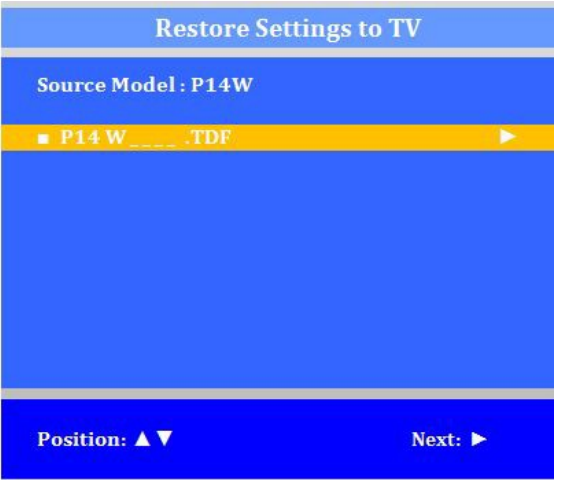 Restore Settings to TV
Source Model : P14W
■ P14 W____ .TDF ►
Position: ▲▼ Next: ►